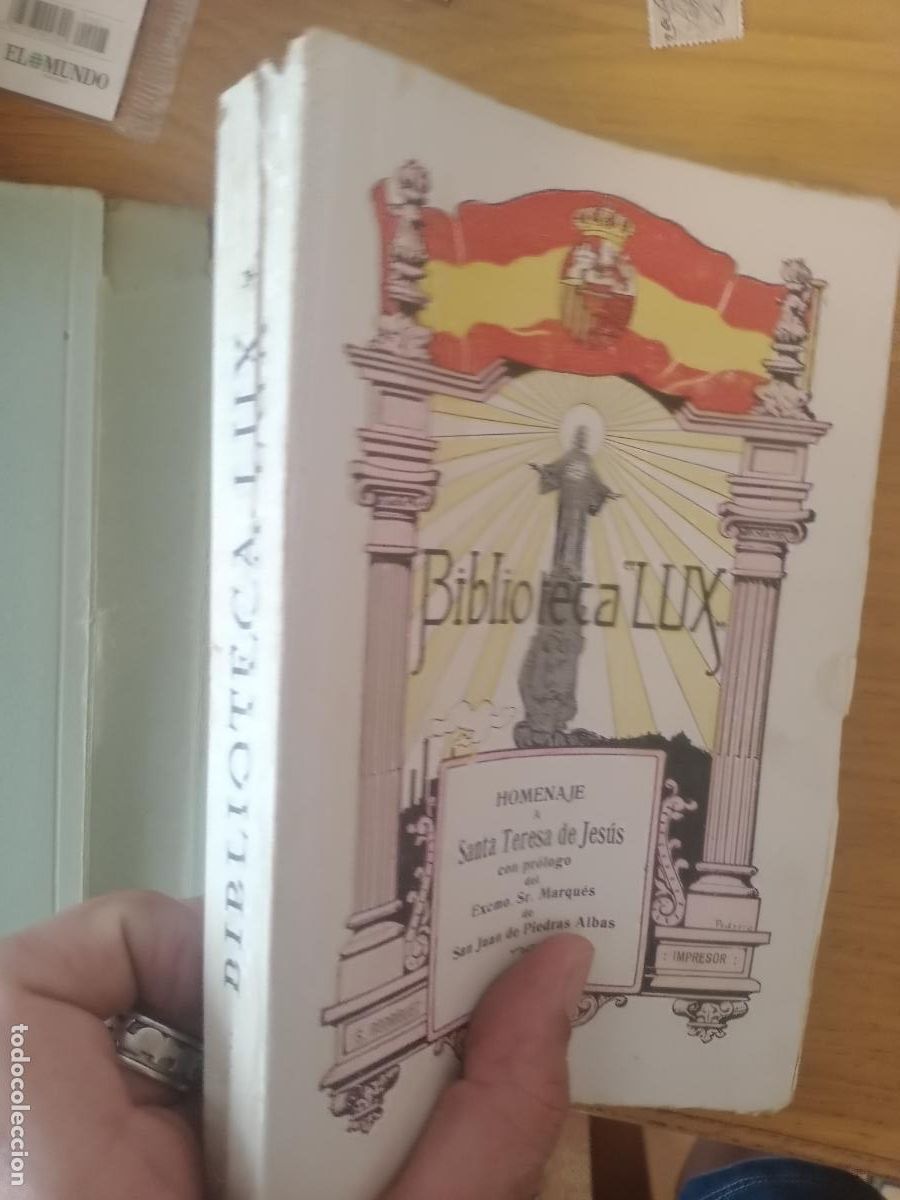 EL MUNDO
BIBLIOTECA LUX
Biblioteca "LUX"
HOMENAJE
A
Santa Teresa de Jesús
con prólogo
del
Excmo. Sr. Marqués
de
San Juan de Piedras Albas
: IMPRESOR :
todocoleccion